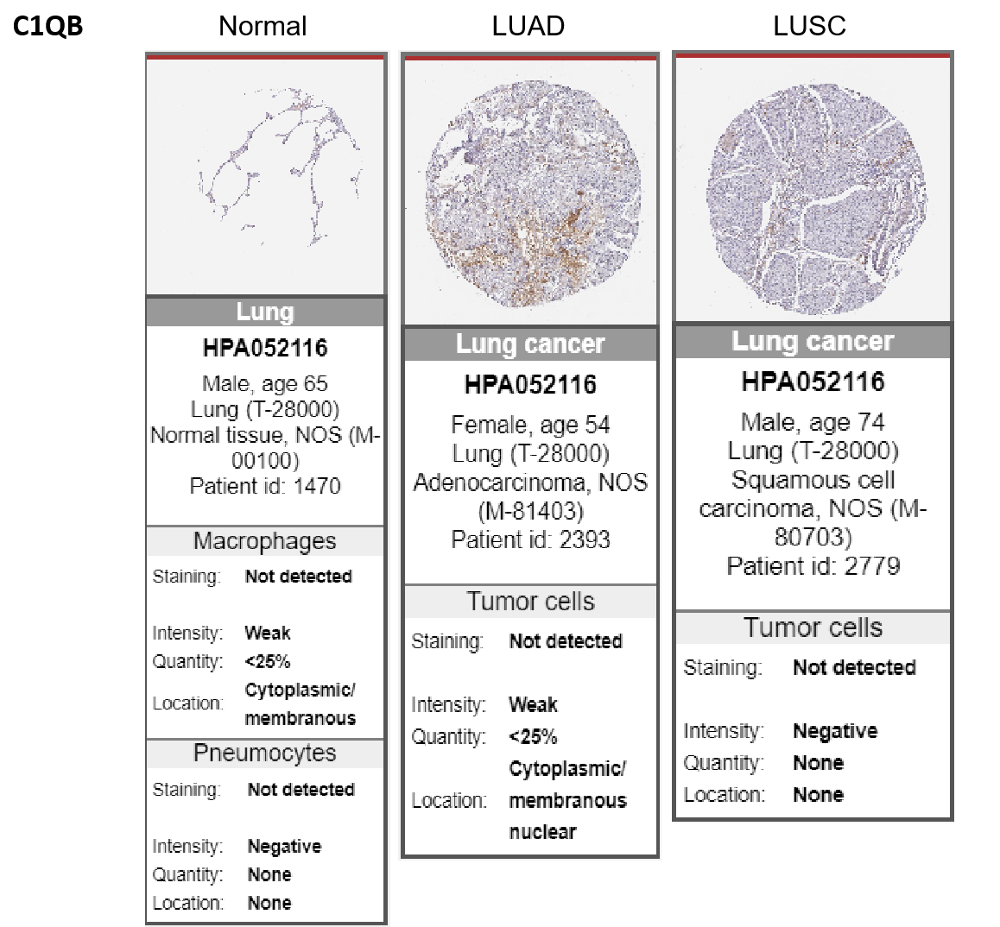 C1QB
Normal
LUAD
LUSC
Lung
HPA052116
Male, age 65
Lung (T-28000)
Normal tissue, NOS (M-
00100)
Patient id: 1470
Macrophages
Staining: Not detected
Intensity: Weak
Quantity: <25%
Location: Cytoplasmic/
membranous
Pneumocytes
Staining: Not detected
Intensity: Negative
Quantity: None
Location: None
Lung cancer
HPA052116
Female, age 54
Lung (T-28000)
Adenocarcinoma, NOS
(M-81403)
Patient id: 2393
Tumor cells
Staining: Not detected
Intensity: Weak
Quantity: <25%
Cytoplasmic/
Location: membranous
nuclear
Lung cancer
HPA052116
Male, age 74
Lung (T-28000)
Squamous cell
carcinoma, NOS (M-
80703)
Patient id: 2779
Tumor cells
Staining: Not detected
Intensity: Negative
Quantity: None
Location: None